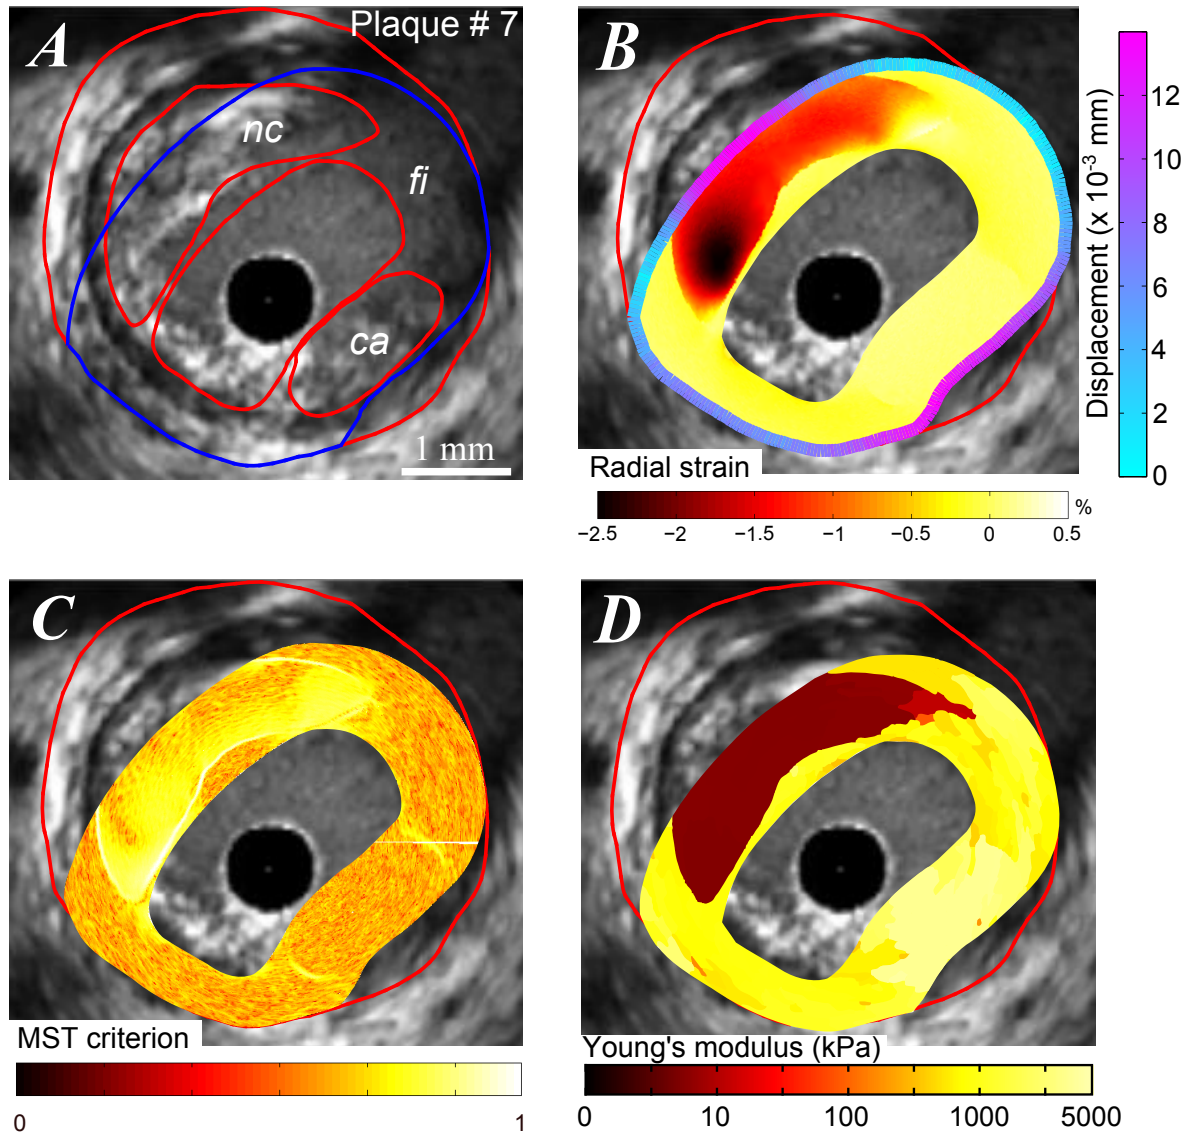 A
Plaque # 7
nc
fi
ca
1 mm
B
Radial strain
−2.5 −2 −1.5 −1 −0.5 0 0.5
%
Displacement (x 10-3 mm)
12
10
8
6
4
2
0
C
MST criterion
0 1
D
Young's modulus (kPa)
0 10 100 1000 5000